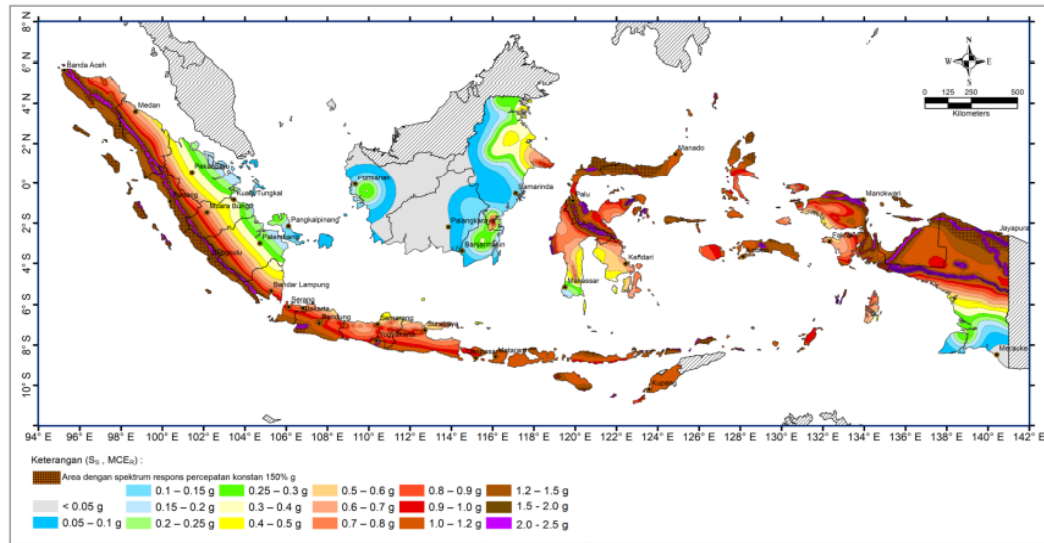 8° N
6° N
4° N
2° N
0°
2° S
4° S
6° S
8° S
10° S
N
W E
S
0 125 250 500
Kilometers
Banda Aceh
Medan
Pekanbaru
Padang
Kuala Tungkal
Muara Bungo
Pangkalpinang
Palembang
Bengkulu
Bandar Lampung
Serang
Jakarta
Bandung
Semarang
Yogyakarta
Surabaya
Denpasar
Mataram
Kupang
Pontianak
Palangkaraya
Banjarmasin
Samarinda
Palu
Makassar
Kendari
Manado
Ambon
Manokwari
Jayapura
Merauke
94° E 96° E 98° E 100° E 102° E 104° E 106° E 108° E 110° E 112° E 114° E 116° E 118° E 120° E 122° E 124° E 126° E 128° E 130° E 132° E 134° E 136° E 138° E 140° E 142° E
Keterangan (SS , MCER) :
Area dengan spektrum respons percepatan konstan 150% g
< 0.05 g
0.05 – 0.1 g
0.1 – 0.15 g
0.15 – 0.2 g
0.2 – 0.25 g
0.25 – 0.3 g
0.3 – 0.4 g
0.4 – 0.5 g
0.5 – 0.6 g
0.6 – 0.7 g
0.7 – 0.8 g
0.8 – 0.9 g
0.9 – 1.0 g
1.0 – 1.2 g
1.2 – 1.5 g
1.5 - 2.0 g
2.0 - 2.5 g